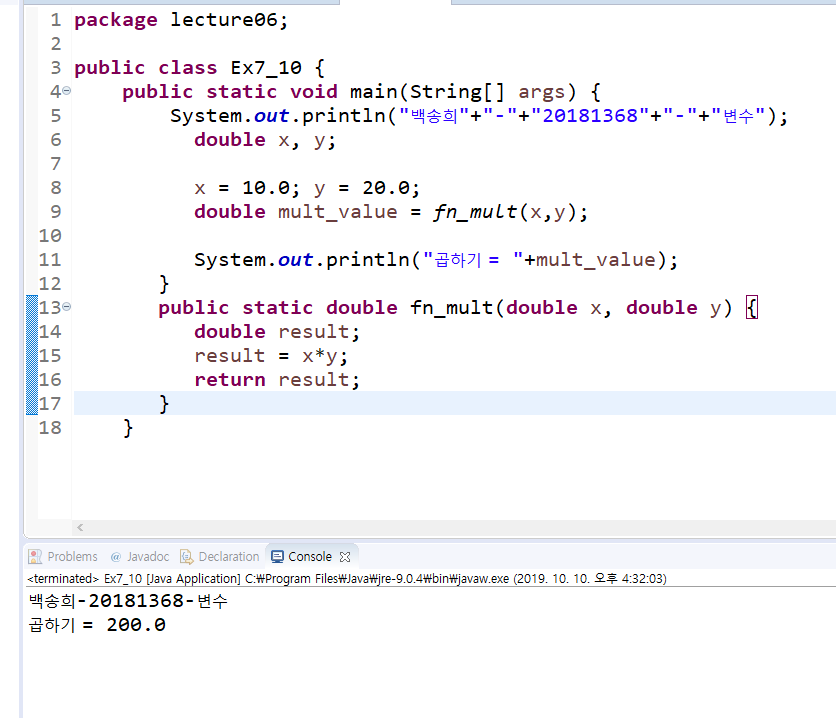 1 package lecture06;
2
3 public class Ex7_10 {
4 public static void main(String[] args) {
5 System.out.println("백송희"+"-"+"20181368"+"-"+"변수");
6 double x, y;
7
8 x = 10.0; y = 20.0;
9 double mult_value = fn_mult(x,y);
10
11 System.out.println("곱하기 = "+mult_value);
12 }
13 public static double fn_mult(double x, double y) {
14 double result;
15 result = x*y;
16 return result;
17 }
18 }
Problems @ Javadoc Declaration Console
<terminated> Ex7_10 [Java Application] C:₩Program Files₩Java₩jre-9.0.4₩bin₩javaw.exe (2019. 10. 10. 오후 4:32:03)
백송희-20181368-변수
곱하기 = 200.0